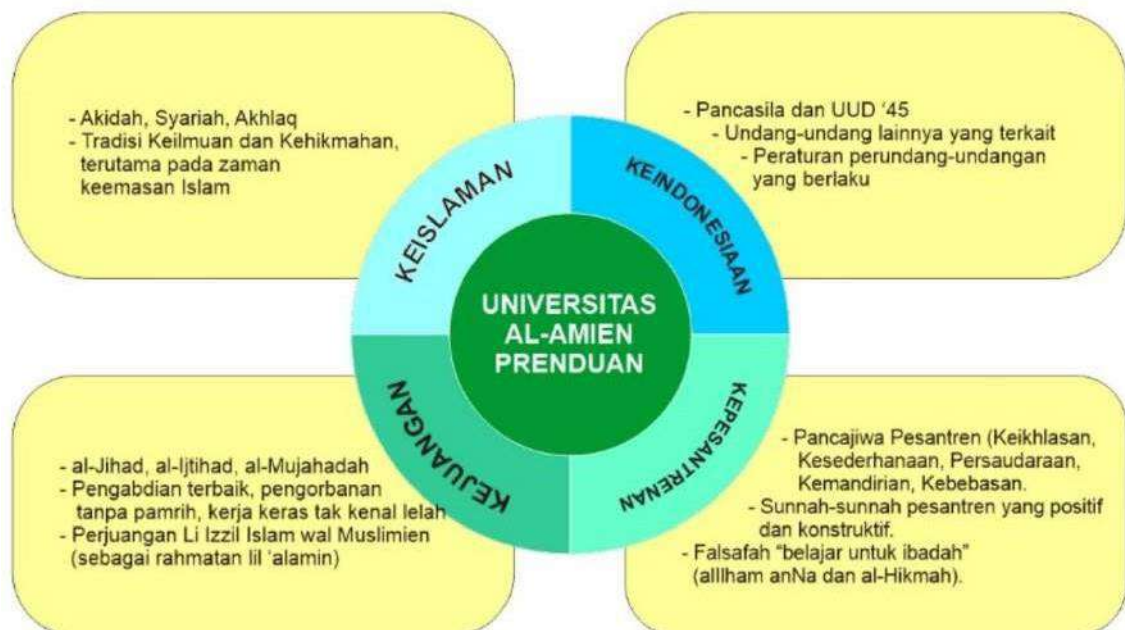 - Akidah, Syariah, Akhlaq
- Tradisi Keilmuan dan Kehikmahan,
terutama pada zaman
keemasan Islam
- Pancasila dan UUD '45
- Undang-undang lainnya yang terkait
- Peraturan perundang-undangan
yang berlaku
KEISLAMAN
KEINDONESIAAN
UNIVERSITAS
AL-AMIEN
PRENDUAN
KEJUANGAN
KEPESANTRENAN
- al-Jihad, al-Ijtihad, al-Mujahadah
- Pengabdian terbaik, pengorbanan
tanpa pamrih, kerja keras tak kenal lelah
- Perjuangan Li Izzil Islam wal Muslimien
(sebagai rahmatan lil 'alamin)
- Pancajiwa Pesantren (Keikhlasan,
Kesederhanaan, Persaudaraan,
Kemandirian, Kebebasan.
- Sunnah-sunnah pesantren yang positif
dan konstruktif.
- Falsafah "belajar untuk ibadah"
(alIlham anNa dan al-Hikmah).